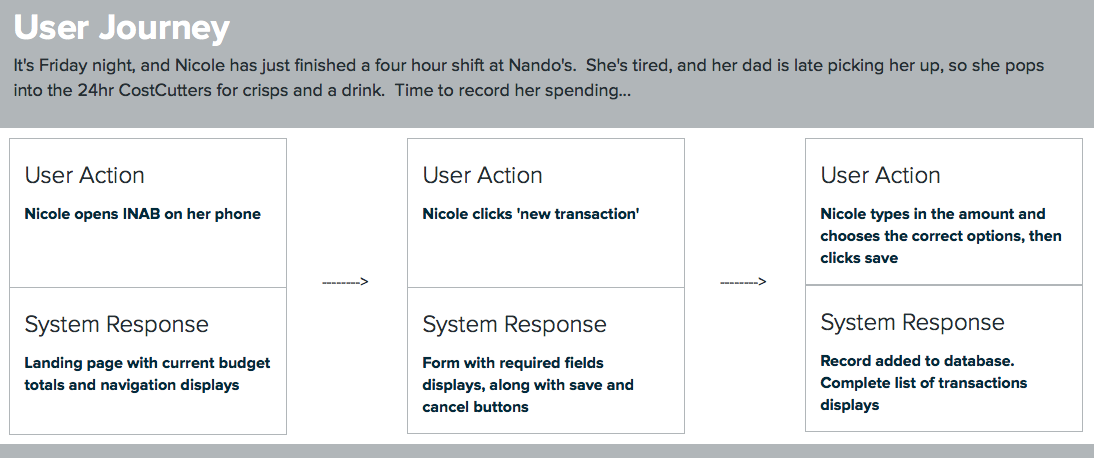 User Journey
It's Friday night, and Nicole has just finished a four hour shift at Nando's.  She's tired, and her dad is late picking her up, so she pops
into the 24hr CostCutters for crisps and a drink.  Time to record her spending...
User Action
Nicole opens INAB on her phone
System Response
Landing page with current budget
totals and navigation displays
-------->
User Action
Nicole clicks 'new transaction'
System Response
Form with required fields
displays, along with save and
cancel buttons
-------->
User Action
Nicole types in the amount and
chooses the correct options, then
clicks save
System Response
Record added to database.
Complete list of transactions
displays